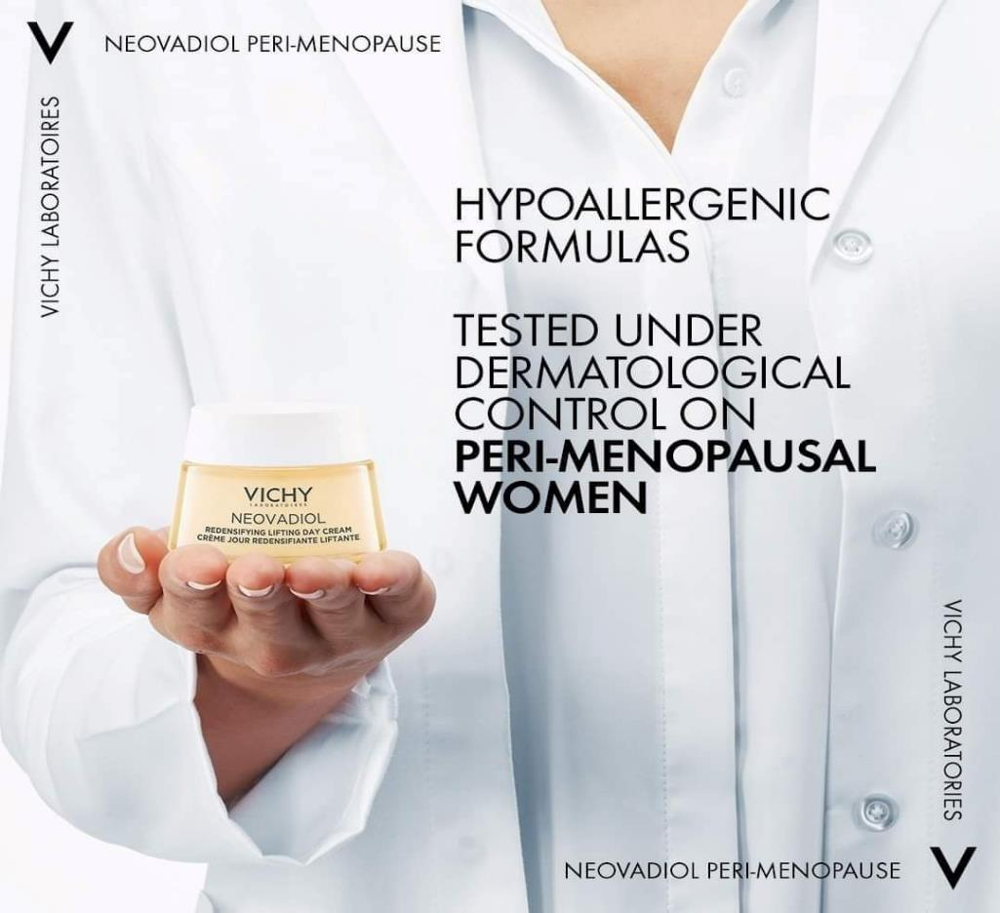 V
NEOVADIOL PERI-MENOPAUSE
VICHY LABORATOIRES
HYPOALLERGENIC
FORMULAS
TESTED UNDER
DERMATOLOGICAL
CONTROL ON
PERI-MENOPAUSAL
WOMEN
VICHY
LABORATOIRES
NEOVADIOL
REDENSIFYING LIFTING DAY CREAM
CRÈME JOUR REDENSIFIANTE LIFTANTE
VICHY LABORATORIES
NEOVADIOL PERI-MENOPAUSE
V